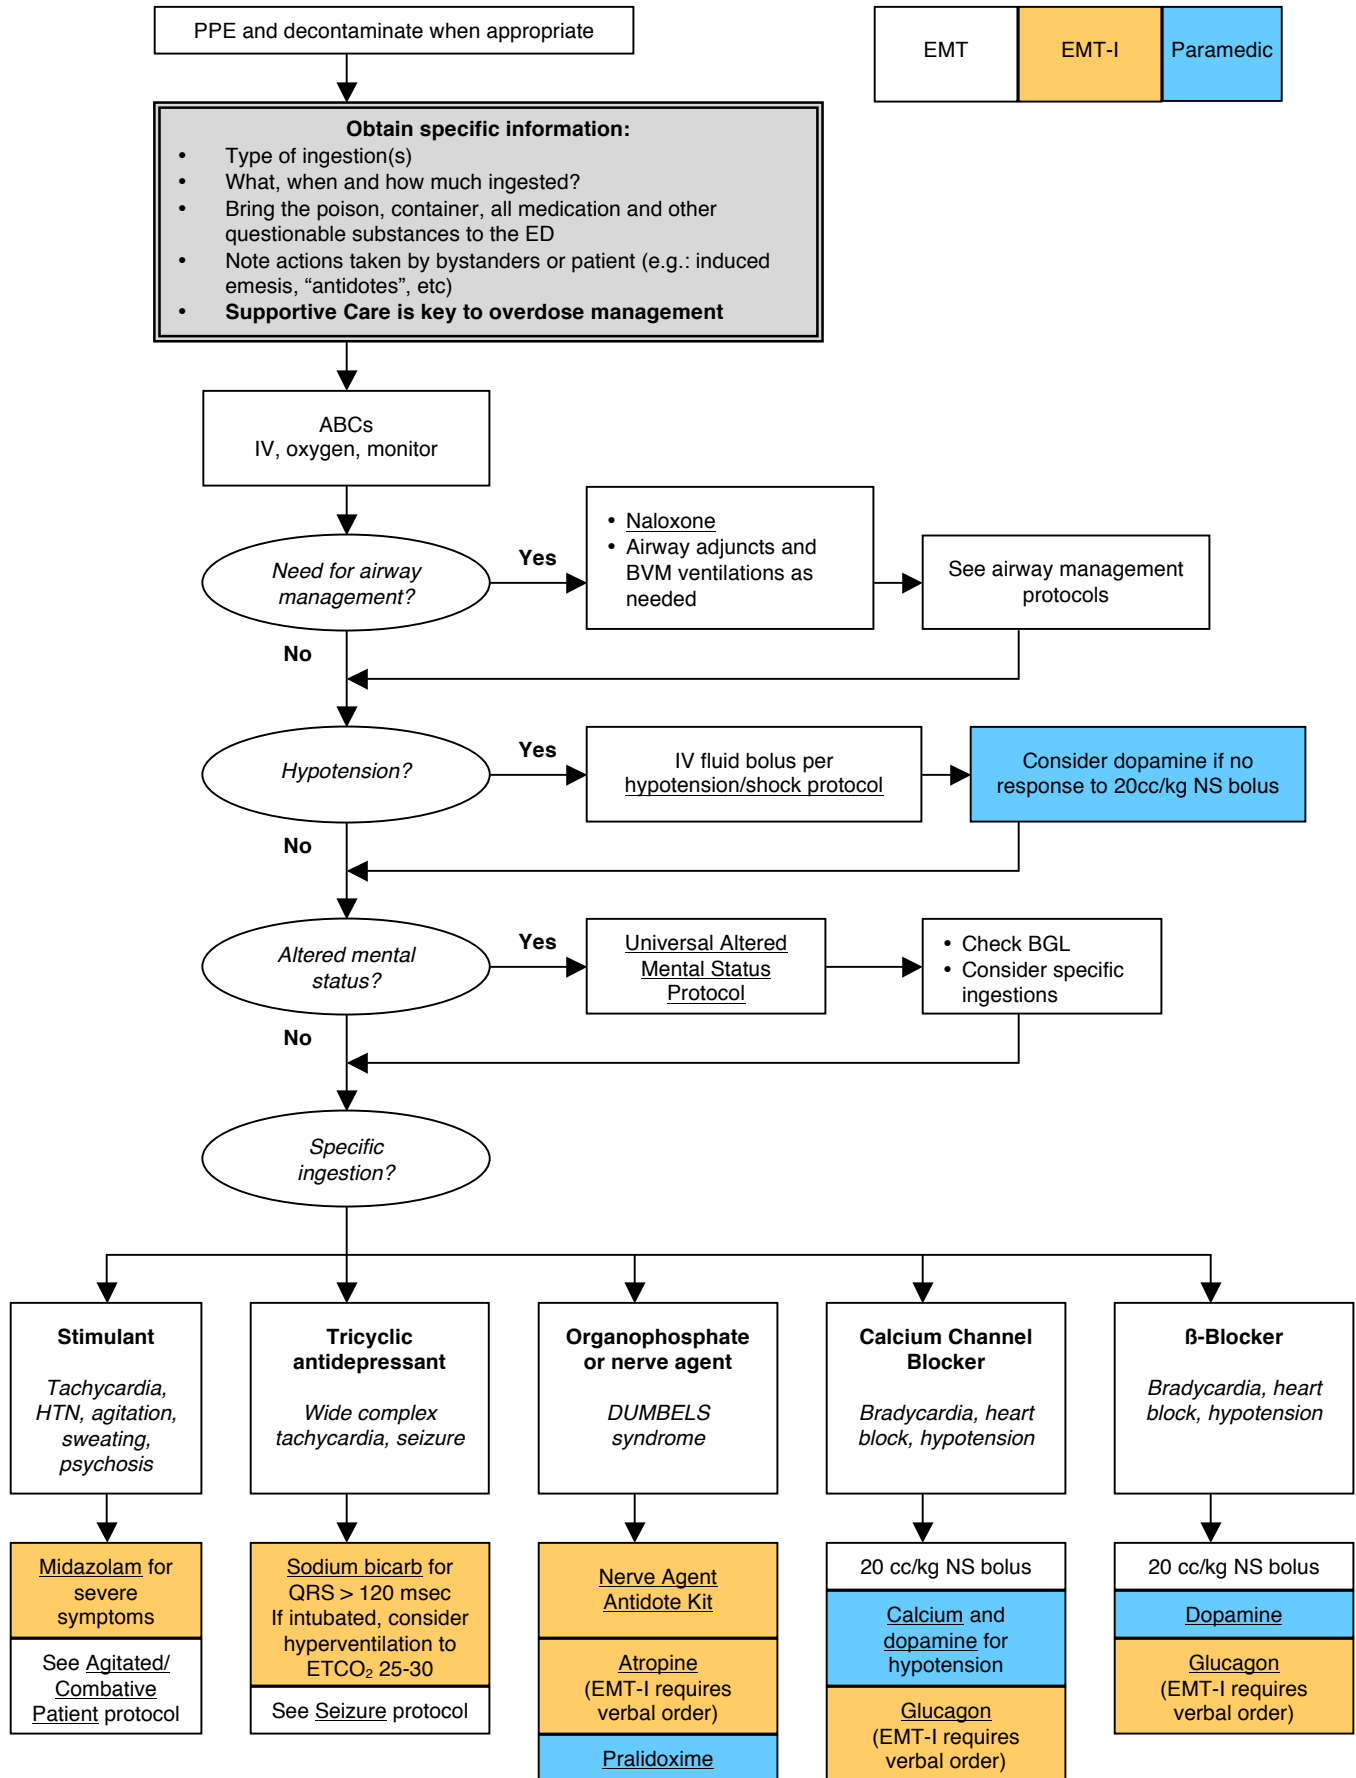 PPE and decontaminate when appropriate
EMT
EMT-I
Paramedic
Obtain specific information:
• Type of ingestion(s)
• What, when and how much ingested?
• Bring the poison, container, all medication and other
questionable substances to the ED
• Note actions taken by bystanders or patient (e.g.: induced
emesis, “antidotes”, etc)
• Supportive Care is key to overdose management
ABCs
IV, oxygen, monitor
Need for airway
management?
Yes
• Naloxone
• Airway adjuncts and
BVM ventilations as
needed
See airway management
protocols
No
Hypotension?
Yes
IV fluid bolus per
hypotension/shock protocol
Consider dopamine if no
response to 20cc/kg NS bolus
No
Altered mental
status?
Yes
Universal Altered
Mental Status
Protocol
• Check BGL
• Consider specific
ingestions
No
Specific
ingestion?
Stimulant
Tachycardia,
HTN, agitation,
sweating,
psychosis
Midazolam for
severe
symptoms
See Agitated/
Combative
Patient protocol
Tricyclic
antidepressant
Wide complex
tachycardia, seizure
Sodium bicarb for
QRS > 120 msec
If intubated, consider
hyperventilation to
ETCO₂ 25-30
See Seizure protocol
Organophosphate
or nerve agent
DUMBELS
syndrome
Nerve Agent
Antidote Kit
Atropine
(EMT-I requires
verbal order)
Pralidoxime
Calcium Channel
Blocker
Bradycardia, heart
block, hypotension
20 cc/kg NS bolus
Calcium and
dopamine for
hypotension
Glucagon
(EMT-I requires
verbal order)
ß-Blocker
Bradycardia, heart
block, hypotension
20 cc/kg NS bolus
Dopamine
Glucagon
(EMT-I requires
verbal order)